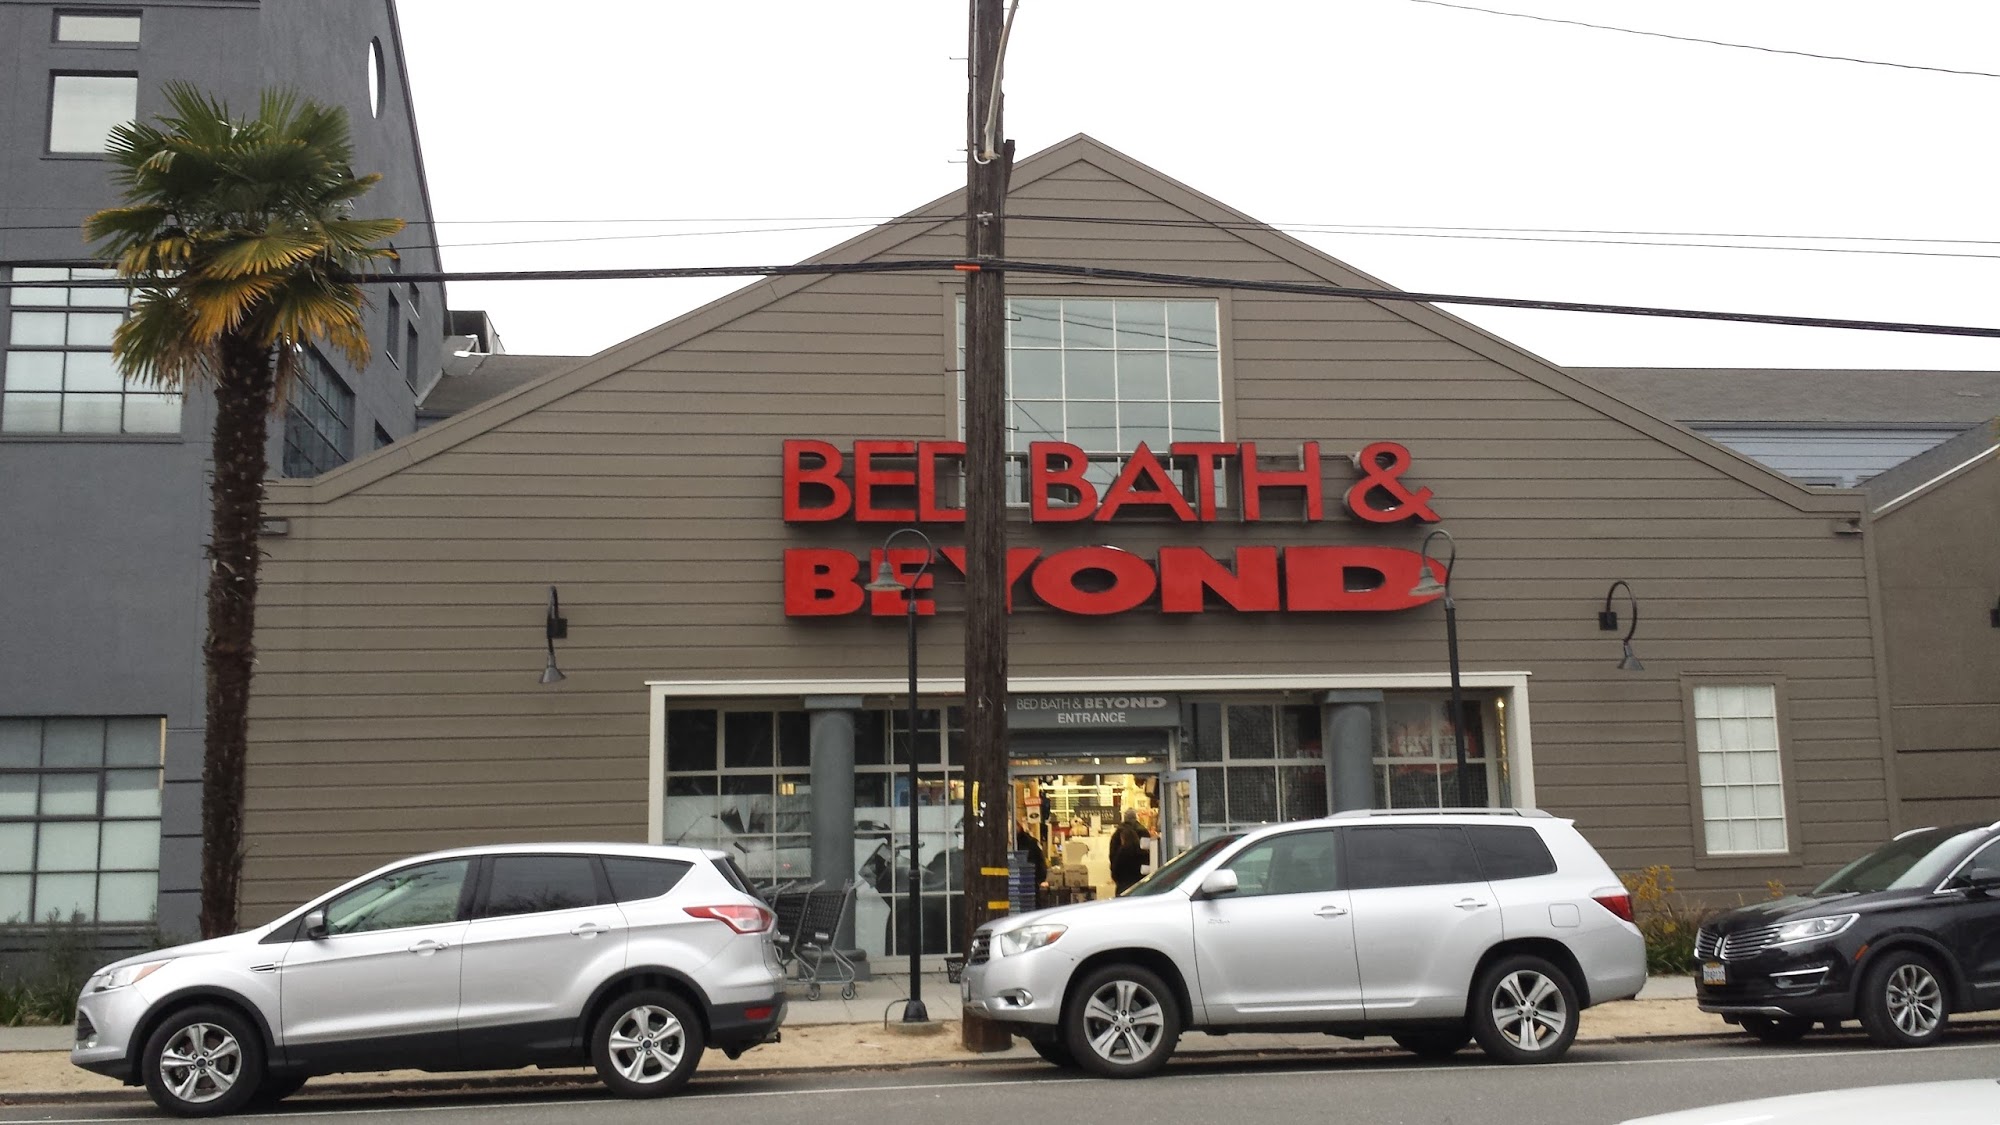 BED BATH &
BEYOND
BED BATH & BEYOND
ENTRANCE